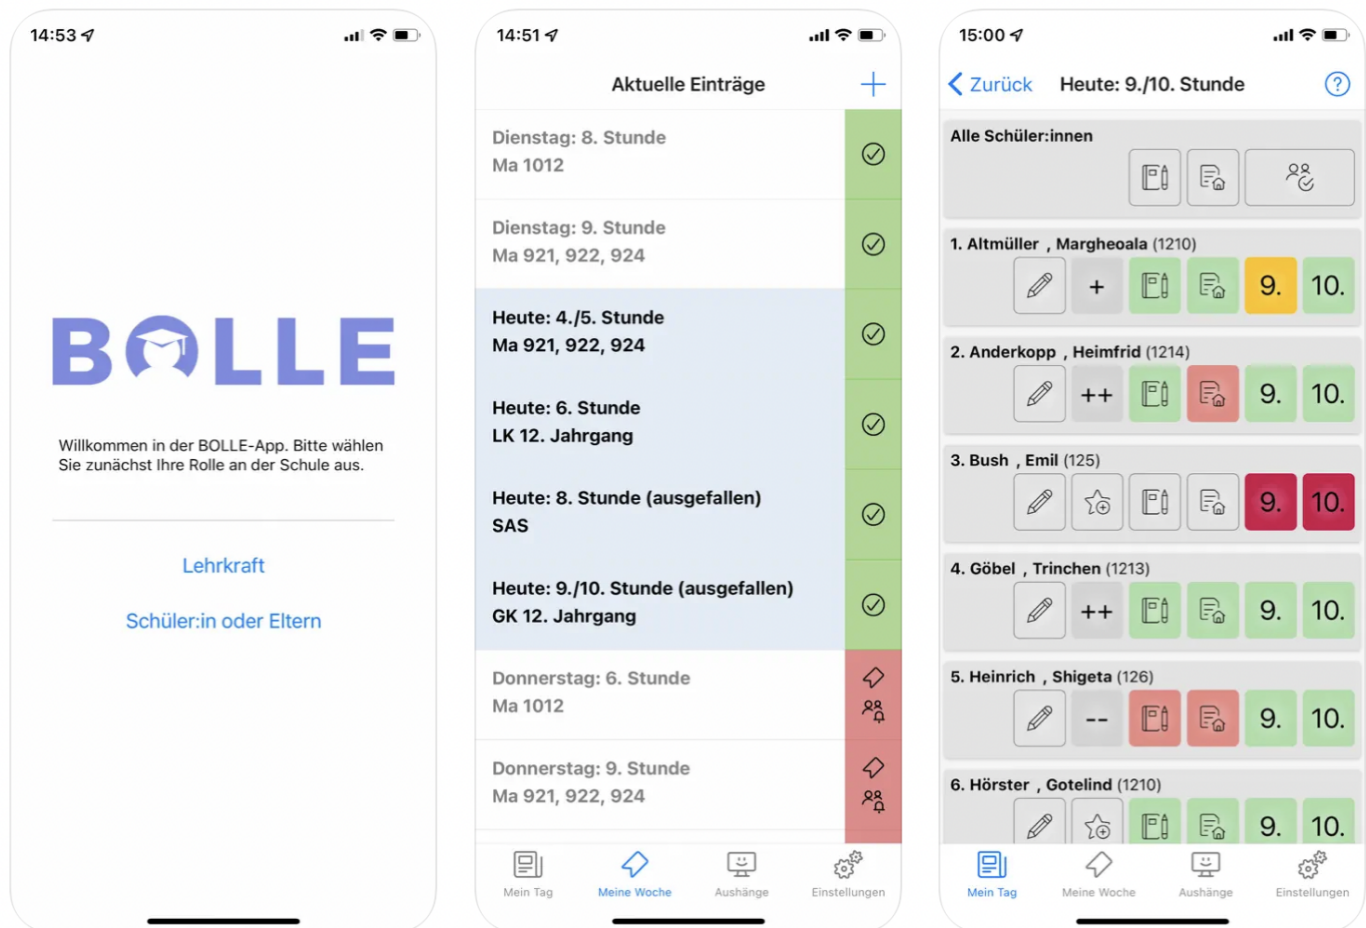 14:53
BOLLE
Willkommen in der BOLLE-App. Bitte wählen
Sie zunächst Ihre Rolle an der Schule aus.
Lehrkraft
Schüler:in oder Eltern
14:51
Aktuelle Einträge
Dienstag: 8. Stunde
Ma 1012
Dienstag: 9. Stunde
Ma 921, 922, 924
Heute: 4./5. Stunde
Ma 921, 922, 924
Heute: 6. Stunde
LK 12. Jahrgang
Heute: 8. Stunde (ausgefallen)
SAS
Heute: 9./10. Stunde (ausgefallen)
GK 12. Jahrgang
Donnerstag: 6. Stunde
Ma 1012
Donnerstag: 9. Stunde
Ma 921, 922, 924
Mein Tag Meine Woche Aushänge Einstellungen
15:00
Zurück Heute: 9./10. Stunde ?
Alle Schüler:innen
1. Altmüller , Margheoala (1210)
+ 9. 10.
2. Anderkopp , Heimfrid (1214)
++ 9. 10.
3. Bush , Emil (125)
9. 10.
4. Göbel , Trinchen (1213)
++ 9. 10.
5. Heinrich , Shigeta (126)
-- 9. 10.
6. Hörster , Gotelind (1210)
9. 10.
Mein Tag Meine Woche Aushänge Einstellungen